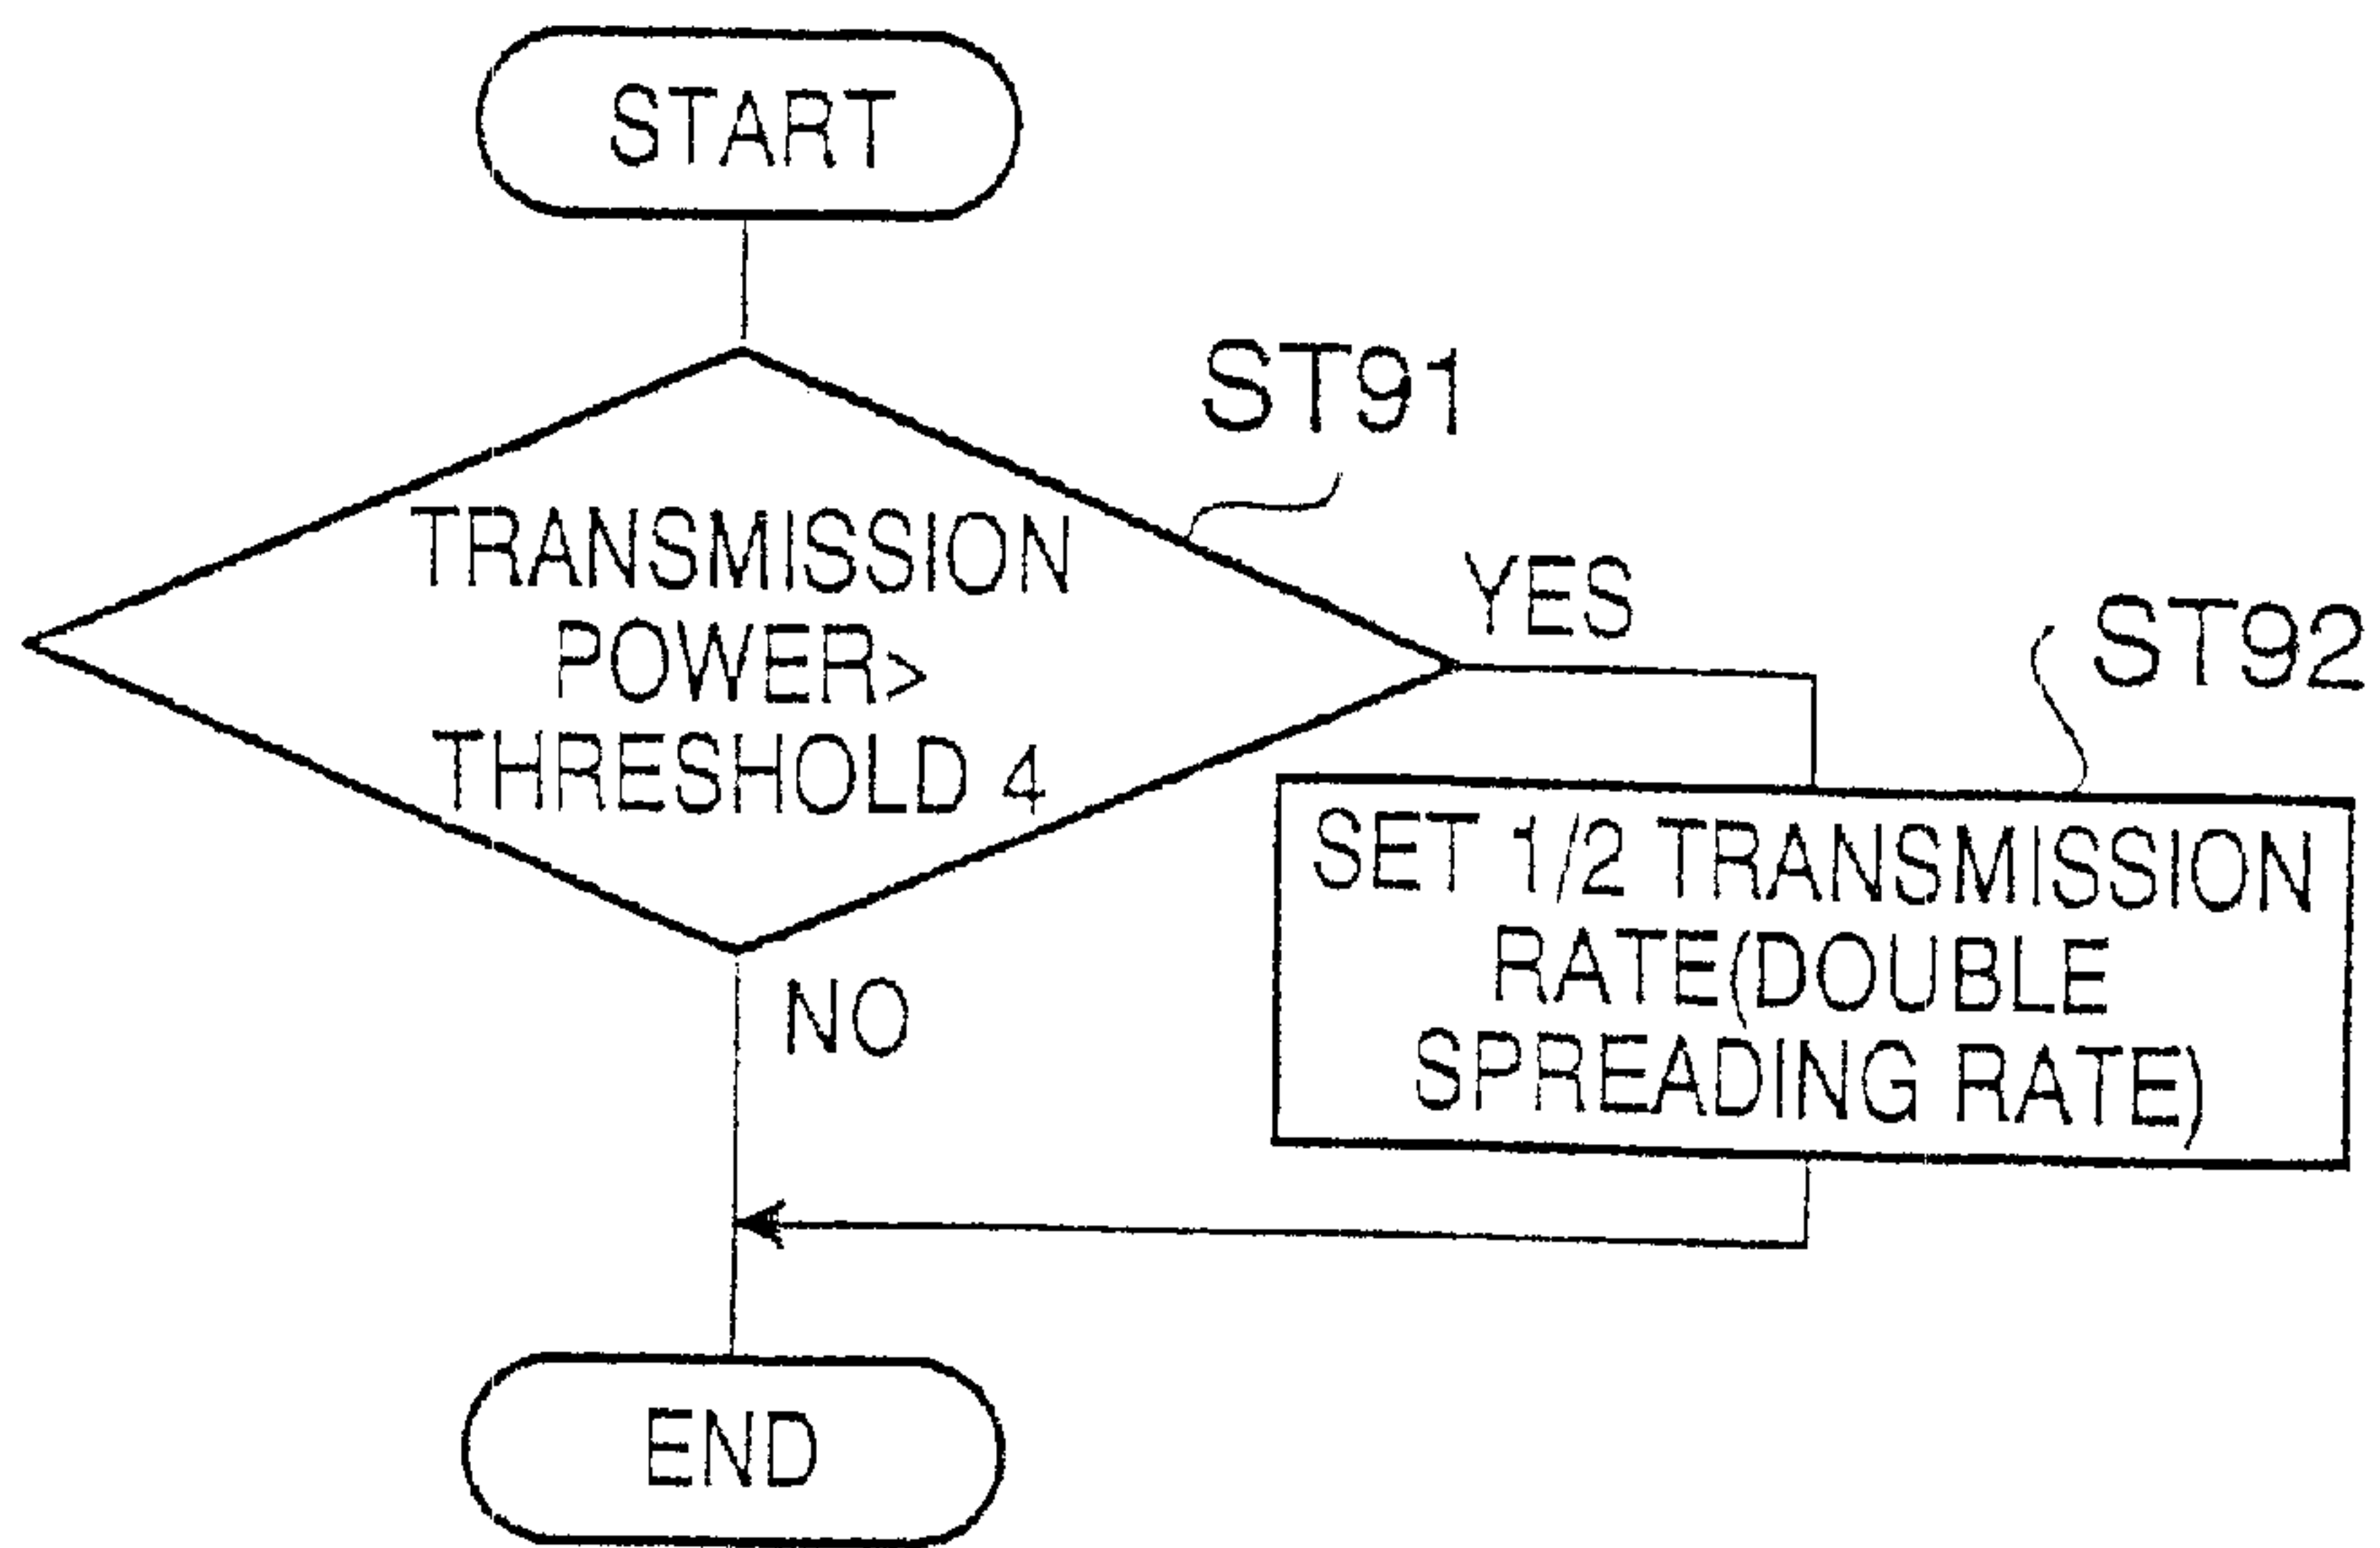 START
ST91
TRANSMISSION
POWER>
THRESHOLD 4
YES
ST92
SET 1/2 TRANSMISSION
RATE(DOUBLE
SPREADING RATE)
NO
END